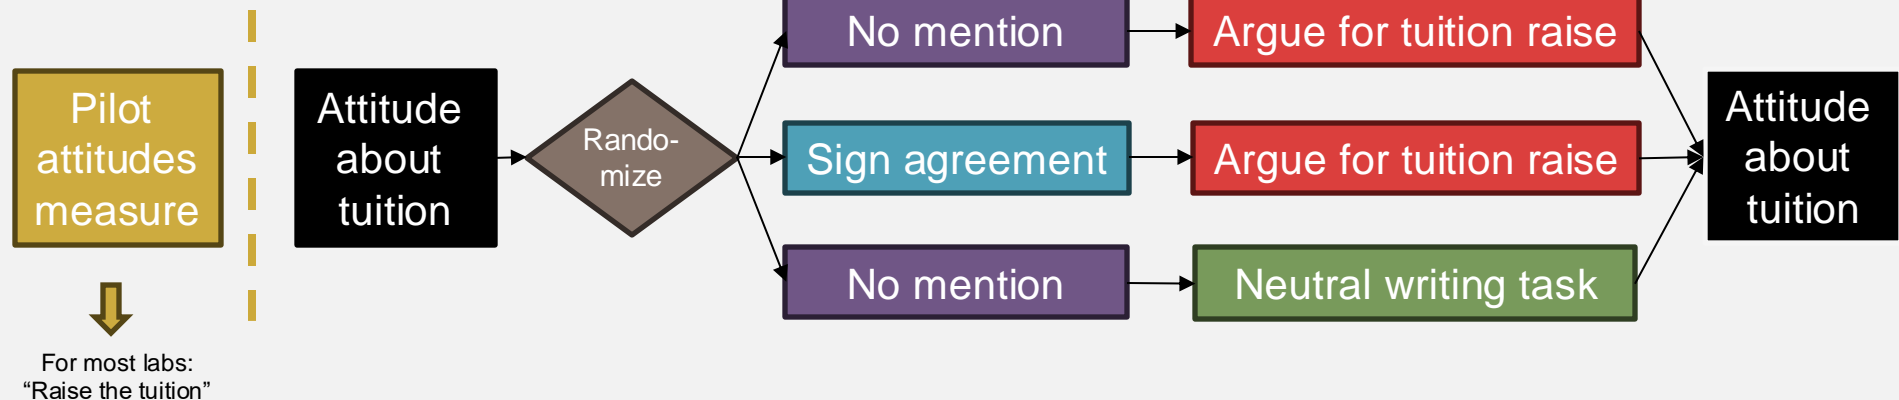 Pilot
attitudes
measure
For most labs:
“Raise the tuition”
Attitude
about
tuition
Rando-
mize
No mention
Argue for tuition raise
Sign agreement
Argue for tuition raise
No mention
Neutral writing task
Attitude
about
tuition